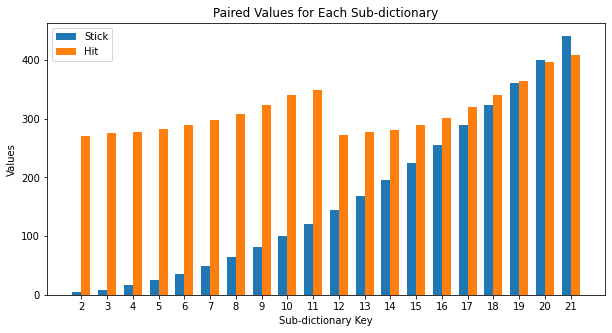 Paired Values for Each Sub-dictionary
Stick
Hit
Values
400
300
200
100
0
2 3 4 5 6 7 8 9 10 11 12 13 14 15 16 17 18 19 20 21
Sub-dictionary Key